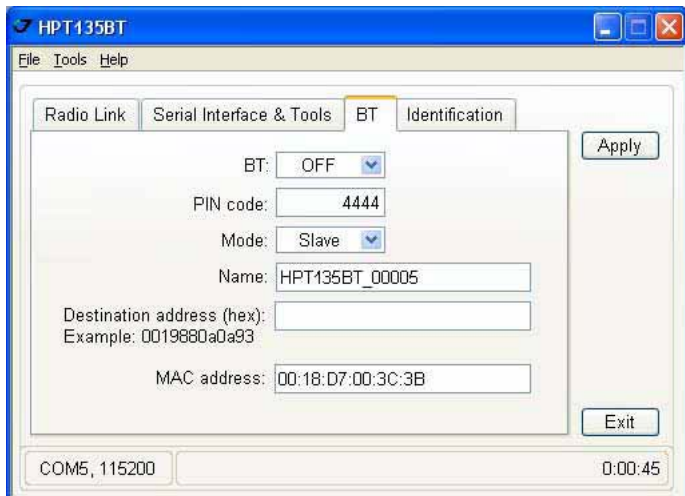 HPT135BT
File Tools Help
Radio Link Serial Interface & Tools BT Identification
Apply
BT: OFF
PIN code: 4444
Mode: Slave
Name: HPT135BT_00005
Destination address (hex):
Example: 0019880a0a93
MAC address: 00:18:D7:00:3C:3B
Exit
COM5, 115200 0:00:45